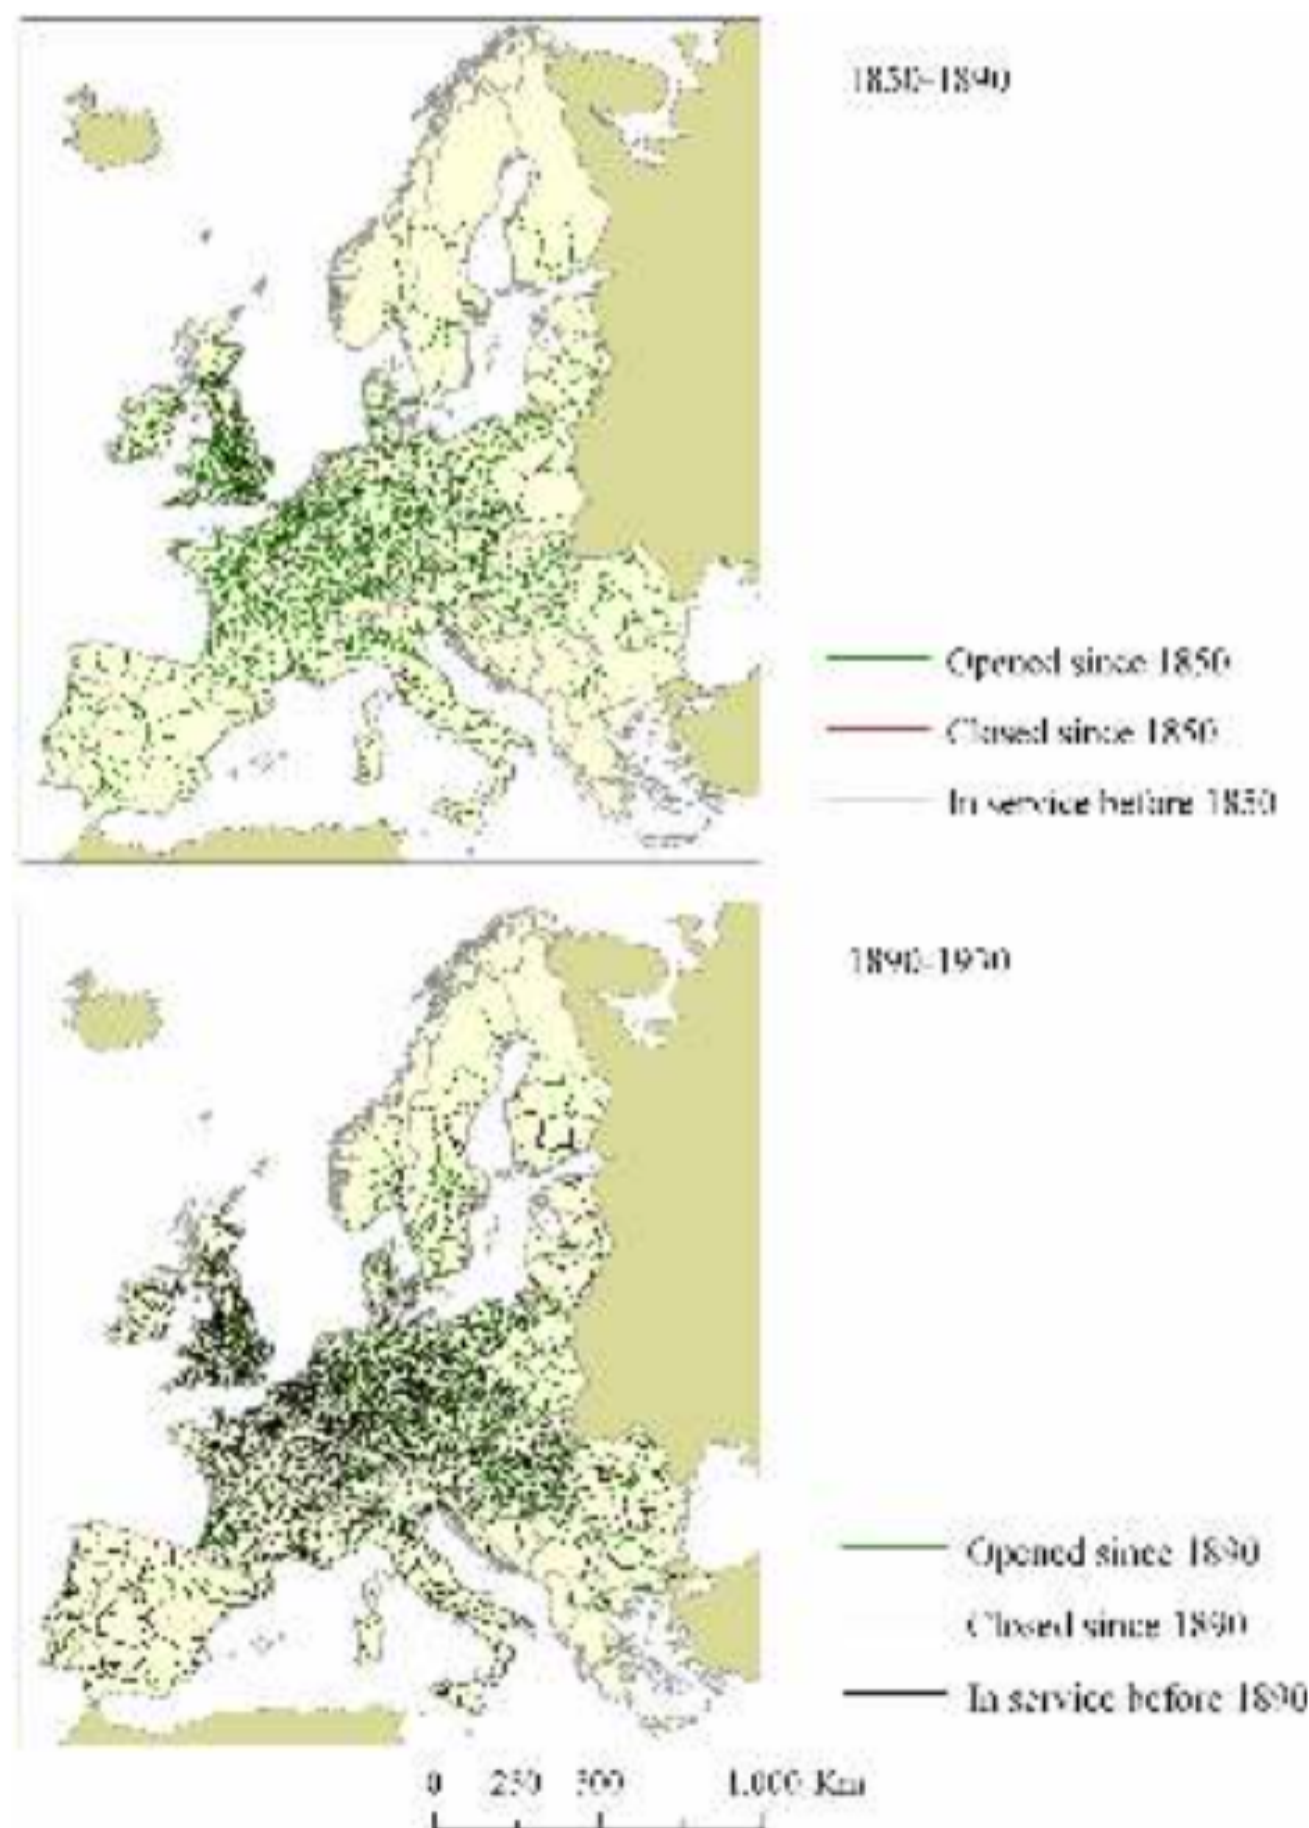 1850-1890
Opened since 1850
Closed since 1850
In service before 1850
1890-1930
Opened since 1890
Closed since 1890
In service before 1890
0 250 500 1.000 Km